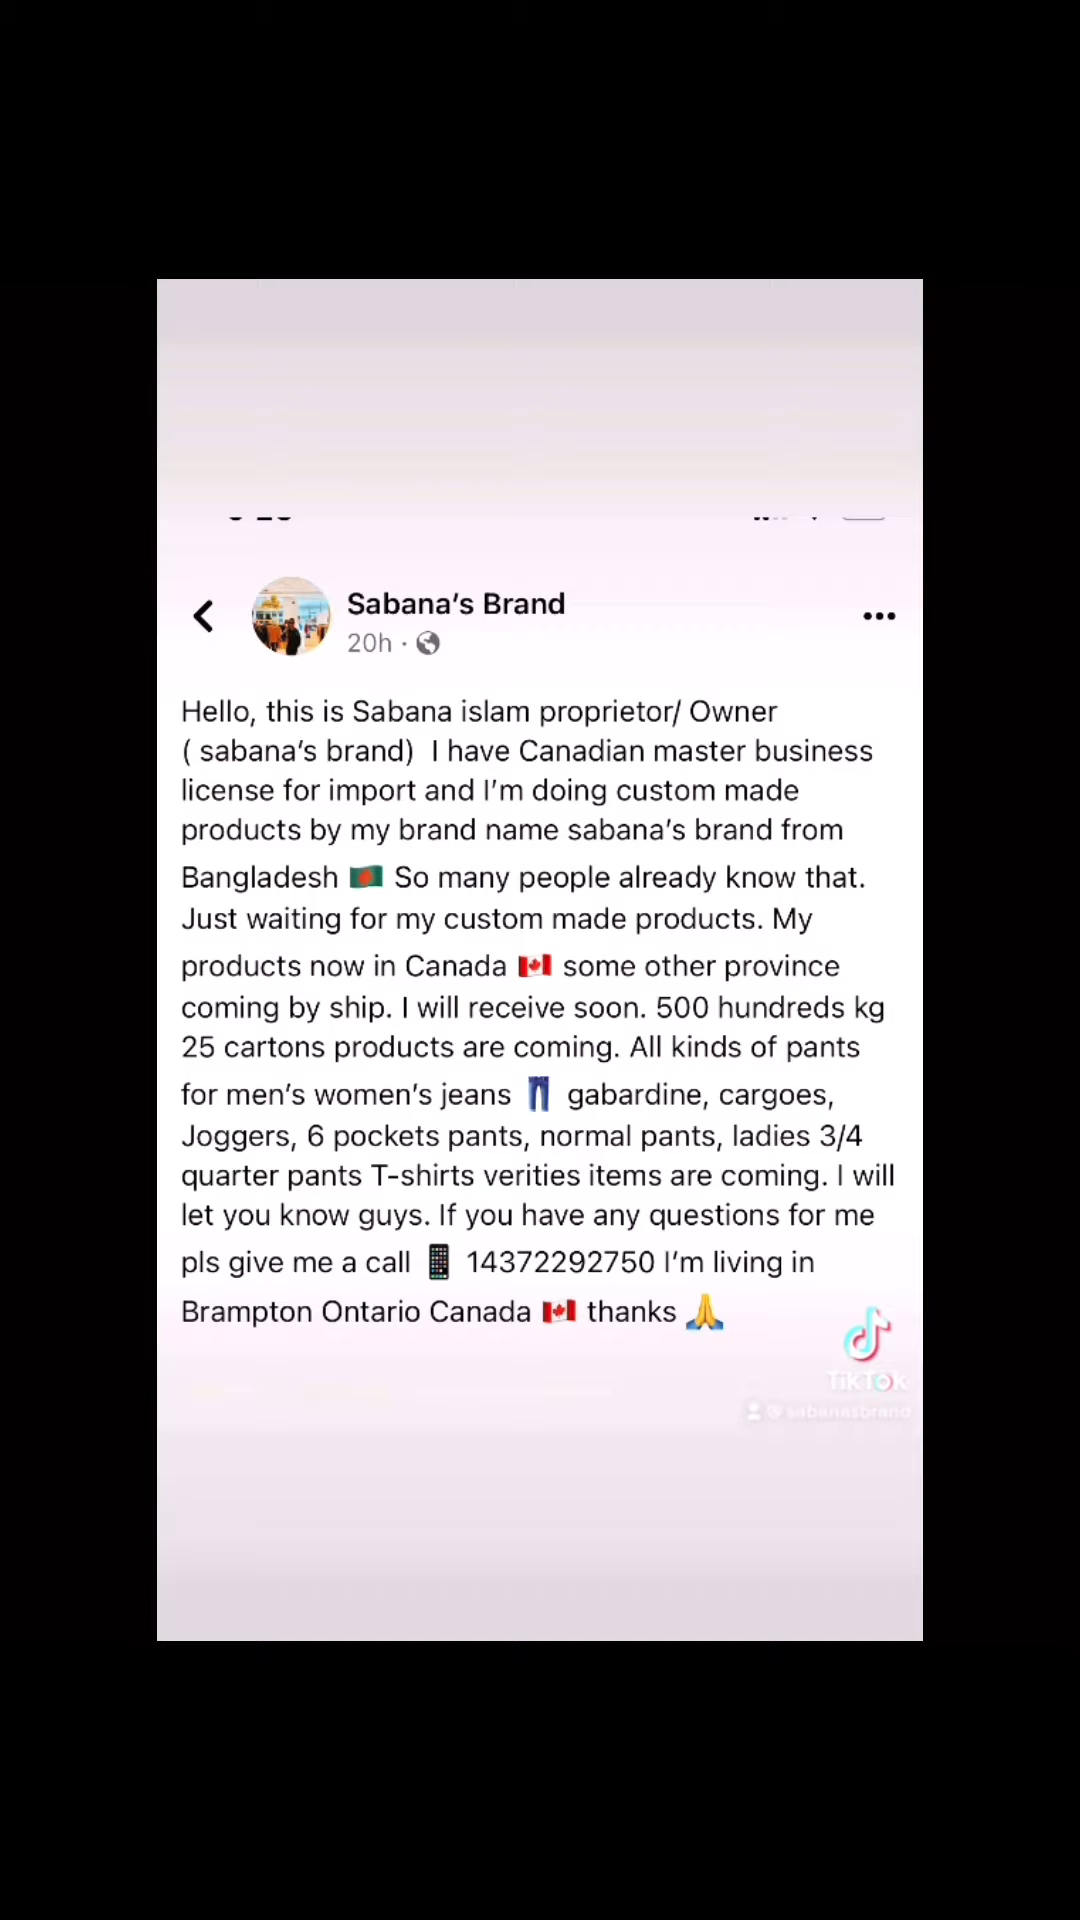 Sabana's Brand
20h ·
Hello, this is Sabana islam proprietor/ Owner
( sabana's brand)  I have Canadian master business
license for import and I'm doing custom made
products by my brand name sabana's brand from
Bangladesh 🇧🇩 So many people already know that.
Just waiting for my custom made products. My
products now in Canada 🇨🇦 some other province
coming by ship. I will receive soon. 500 hundreds kg
25 cartons products are coming. All kinds of pants
for men's women's jeans 👖 gabardine, cargoes,
Joggers, 6 pockets pants, normal pants, ladies 3/4
quarter pants T-shirts verities items are coming. I will
let you know guys. If you have any questions for me
pls give me a call 📱 14372292750 I'm living in
Brampton Ontario Canada 🇨🇦 thanks 🙏
TikTok
@sabanasbrand